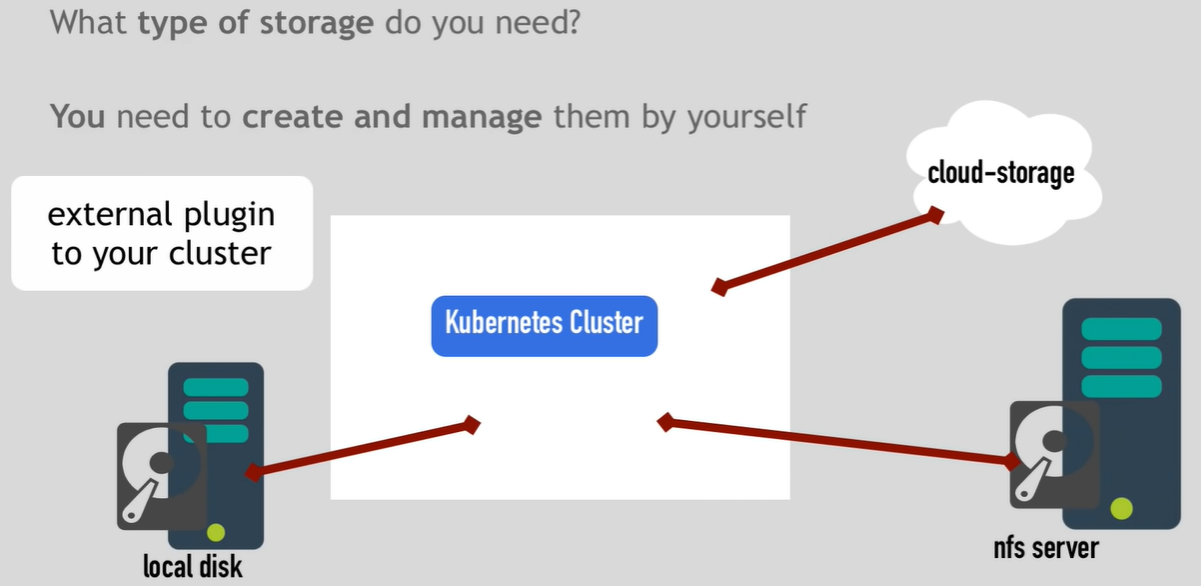 What type of storage do you need?
You need to create and manage them by yourself
cloud-storage
external plugin
to your cluster
Kubernetes Cluster
local disk
nfs server